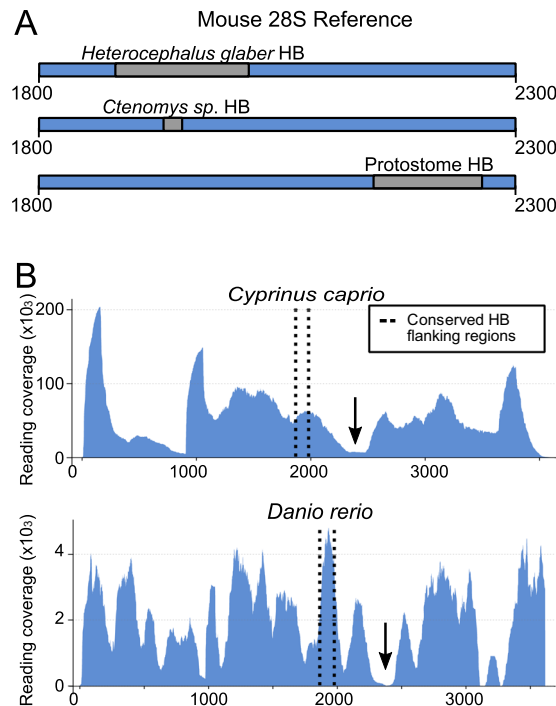 A
Mouse 28S Reference
Heterocephalus glaber HB
1800 2300
Ctenomys sp. HB
1800 2300
Protostome HB
1800 2300
B
Cyprinus caprio
Reading coverage (x103)
200
100
0
Conserved HB
flanking regions
0 1000 2000 3000
Danio rerio
Reading coverage (x103)
4
2
0
0 1000 2000 3000